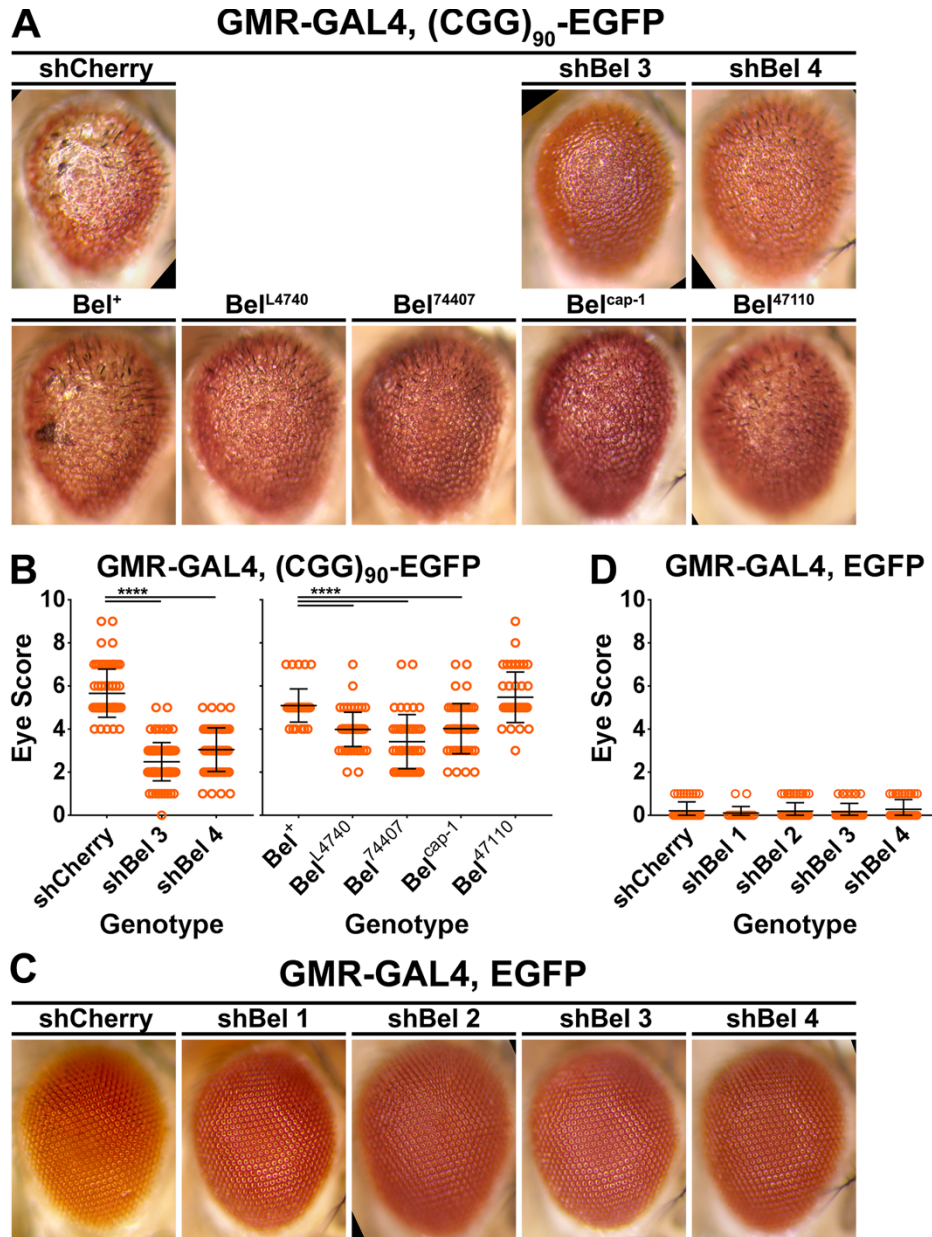 A
GMR-GAL4, (CGG)90-EGFP
shCherry
shBel 3
shBel 4
Bel+
BelL4740
Bel74407
Belcap-1
Bel47110
B
GMR-GAL4, (CGG)90-EGFP
Eye Score
10
8
6
4
2
0
****
****
shCherry
shBel 3
shBel 4
Bel+
BelL4740
Bel74407
Belcap-1
Bel47110
Genotype
Genotype
D
GMR-GAL4, EGFP
Eye Score
10
8
6
4
2
0
shCherry
shBel 1
shBel 2
shBel 3
shBel 4
Genotype
C
GMR-GAL4, EGFP
shCherry
shBel 1
shBel 2
shBel 3
shBel 4